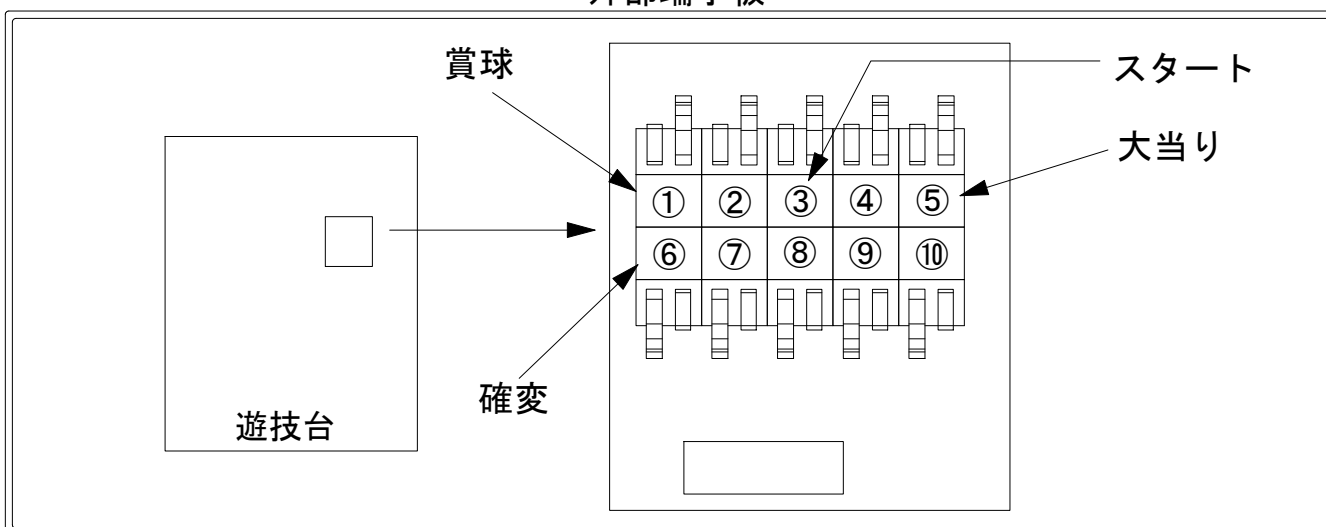 賞球
スタート
大当り
① ② ③ ④ ⑤
⑥ ⑦ ⑧ ⑨ ⑩
確変
遊技台